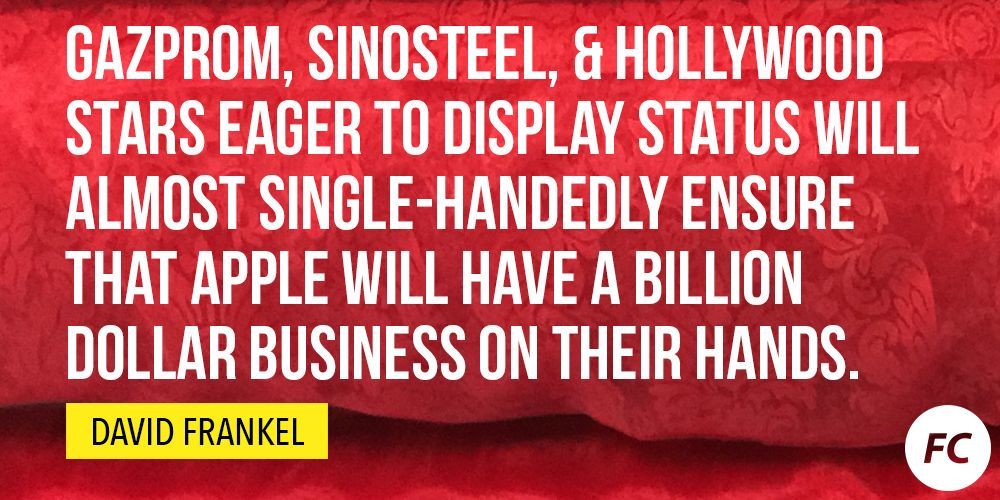 GAZPROM, SINOSTEEL, & HOLLYWOOD
STARS EAGER TO DISPLAY STATUS WILL
ALMOST SINGLE-HANDEDLY ENSURE
THAT APPLE WILL HAVE A BILLION
DOLLAR BUSINESS ON THEIR HANDS.
DAVID FRANKEL
FC